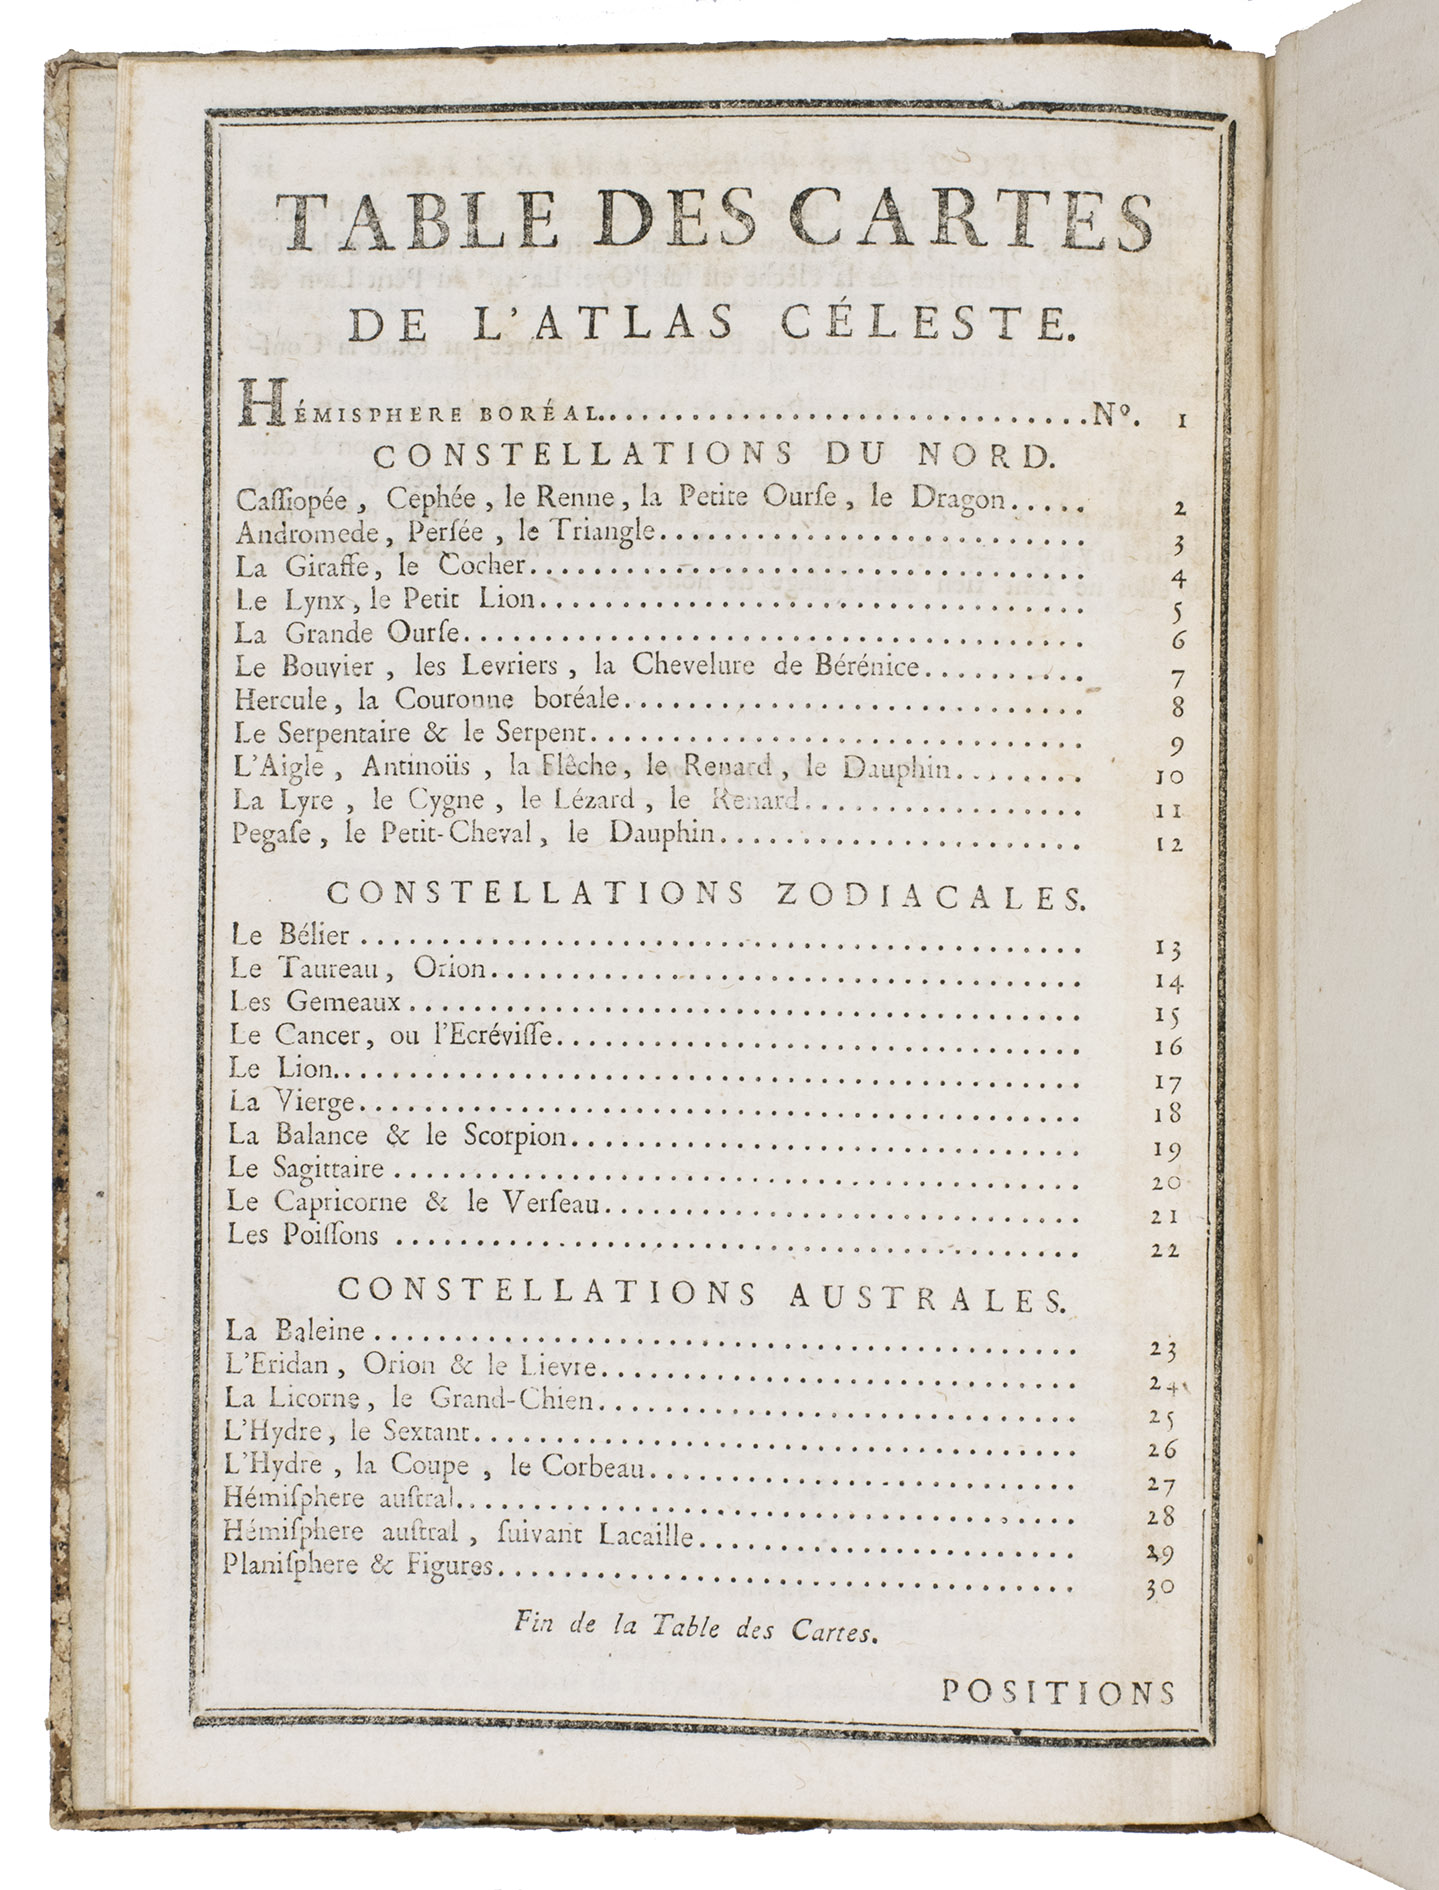 TABLE DES CARTES
DE L'ATLAS CÉLESTE.
HÉMISPHERE BORÉAL.................................Nº. 1
CONSTELLATIONS DU NORD.
Caſſiopée, Cephée, le Renne, la Petite Ourſe, le Dragon..... 2
Andromede, Perſée, le Triangle.......................... 3
La Giraffe, le Cocher.................................. 4
Le Lynx, le Petit Lion................................. 5
La Grande Ourſe...................................... 6
Le Bouvier, les Levriers, la Chevelure de Bérénice.......... 7
Hercule, la Couronne boréale............................ 8
Le Serpentaire & le Serpent.............................. 9
L'Aigle, Antinoüs, la Flêche, le Renard, le Dauphin........ 10
La Lyre, le Cygne, le Lézard, le Renard................. 11
Pegaſe, le Petit-Cheval, le Dauphin...................... 12
CONSTELLATIONS ZODIACALES.
Le Bélier ............................................ 13
Le Taureau, Orion.................................... 14
Les Gemeaux ......................................... 15
Le Cancer, ou l'Ecréviſſe................................ 16
Le Lion.............................................. 17
La Vierge............................................ 18
La Balance & le Scorpion............................... 19
Le Sagittaire .......................................... 20
Le Capricorne & le Verſeau............................. 21
Les Poiſſons .......................................... 22
CONSTELLATIONS AUSTRALES.
La Baleine ........................................... 23
L'Eridan, Orion & le Lievre............................. 24
La Licorne, le Grand-Chien............................. 25
L'Hydre, le Sextant.................................... 26
L'Hydre, la Coupe, le Corbeau.......................... 27
Hémiſphere auſtral..................................... 28
Hémiſphere auſtral, ſuivant Lacaille....................... 29
Planiſphere & Figures................................... 30
Fin de la Table des Cartes.
POSITIONS